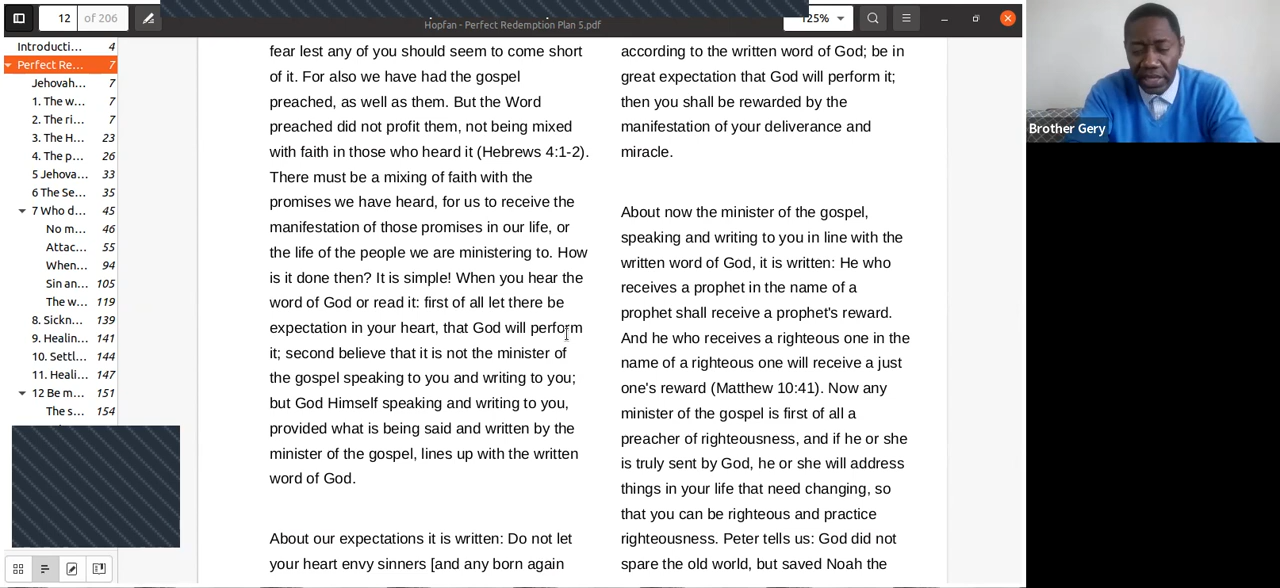 12 of 206
Hopfan - Perfect Redemption Plan 5.pdf
125%
Introducti... 4
Perfect Re... 7
Jehovah... 7
1. The w... 7
2. The ri... 7
3. The H... 23
4. The p... 26
5 Jehova... 33
6 The Se... 35
7 Who d... 45
No m... 46
Attac... 55
When... 94
Sin an... 105
The w... 119
8. Sickn... 139
9. Healin... 141
10. Settl... 144
11. Heali... 147
12 Be m... 151
The s... 154
fear lest any of you should seem to come short
of it. For also we have had the gospel
preached, as well as them. But the Word
preached did not profit them, not being mixed
with faith in those who heard it (Hebrews 4:1-2).
There must be a mixing of faith with the
promises we have heard, for us to receive the
manifestation of those promises in our life, or
the life of the people we are ministering to. How
is it done then? It is simple! When you hear the
word of God or read it: first of all let there be
expectation in your heart, that God will perform
it; second believe that it is not the minister of
the gospel speaking to you and writing to you;
but God Himself speaking and writing to you,
provided what is being said and written by the
minister of the gospel, lines up with the written
word of God.
About our expectations it is written: Do not let
your heart envy sinners [and any born again
according to the written word of God; be in
great expectation that God will perform it;
then you shall be rewarded by the
manifestation of your deliverance and
miracle.
About now the minister of the gospel,
speaking and writing to you in line with the
written word of God, it is written: He who
receives a prophet in the name of a
prophet shall receive a prophet's reward.
And he who receives a righteous one in the
name of a righteous one will receive a just
one's reward (Matthew 10:41). Now any
minister of the gospel is first of all a
preacher of righteousness, and if he or she
is truly sent by God, he or she will address
things in your life that need changing, so
that you can be righteous and practice
righteousness. Peter tells us: God did not
spare the old world, but saved Noah the
Brother Gery